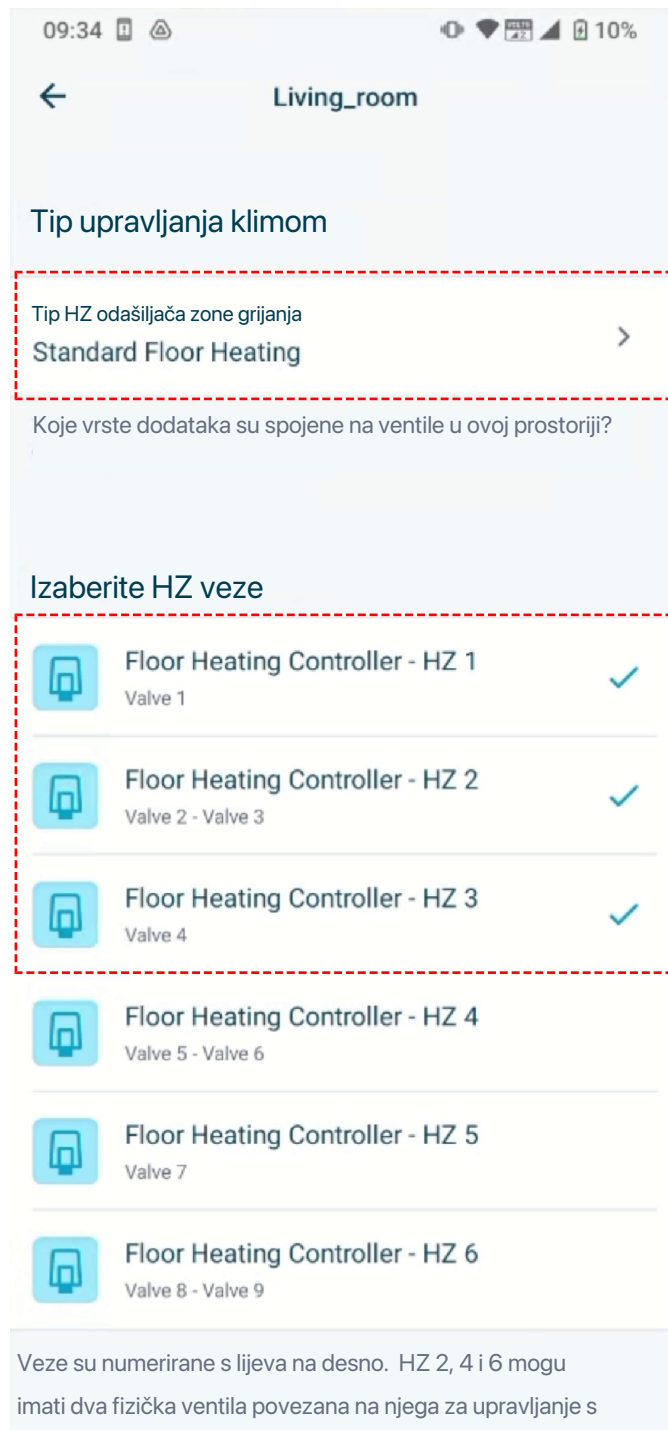 09:34 10%
Living_room
Tip upravljanja klimom
Tip HZ odašiljača zone grijanja
Standard Floor Heating
Koje vrste dodataka su spojene na ventile u ovoj prostoriji?
Izaberite HZ veze
Floor Heating Controller - HZ 1
Valve 1
Floor Heating Controller - HZ 2
Valve 2 - Valve 3
Floor Heating Controller - HZ 3
Valve 4
Floor Heating Controller - HZ 4
Valve 5 - Valve 6
Floor Heating Controller - HZ 5
Valve 7
Floor Heating Controller - HZ 6
Valve 8 - Valve 9
Veze su numerirane s lijeva na desno. HZ 2, 4 i 6 mogu
imati dva fizička ventila povezana na njega za upravljanje s